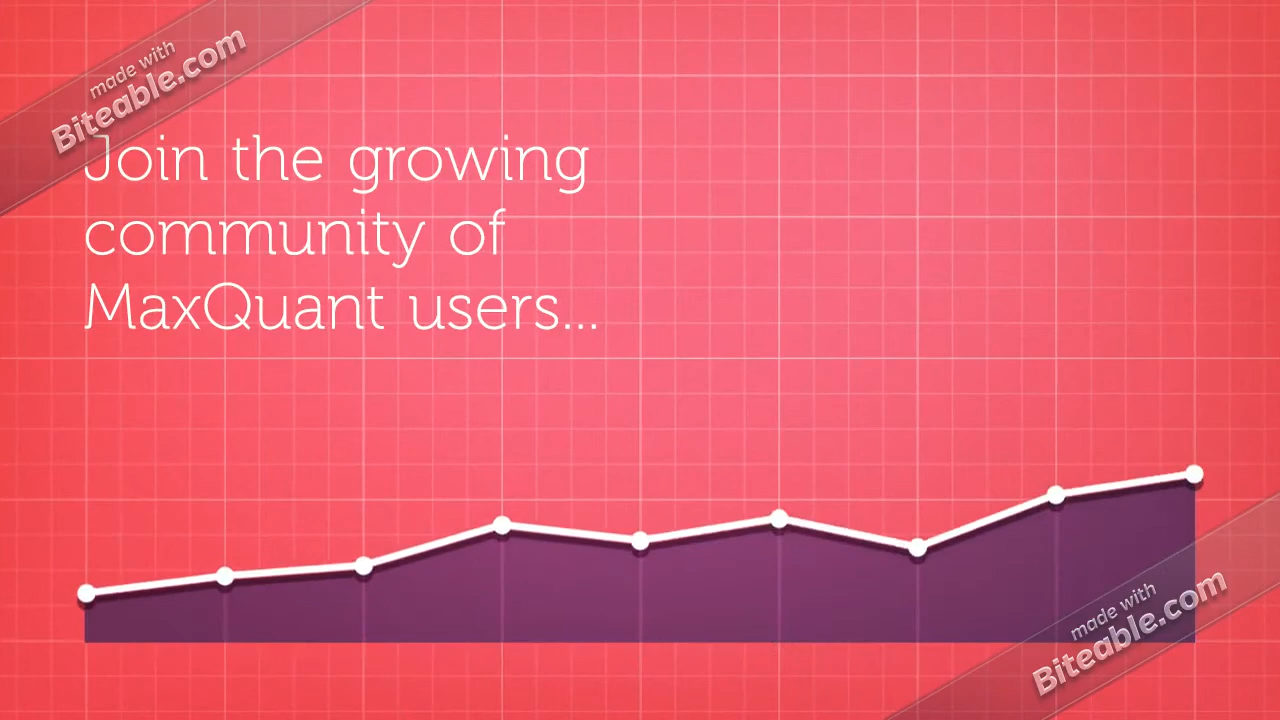 made with
Biteable.com
Join the growing
community of
MaxQuant users...
made with
Biteable.com